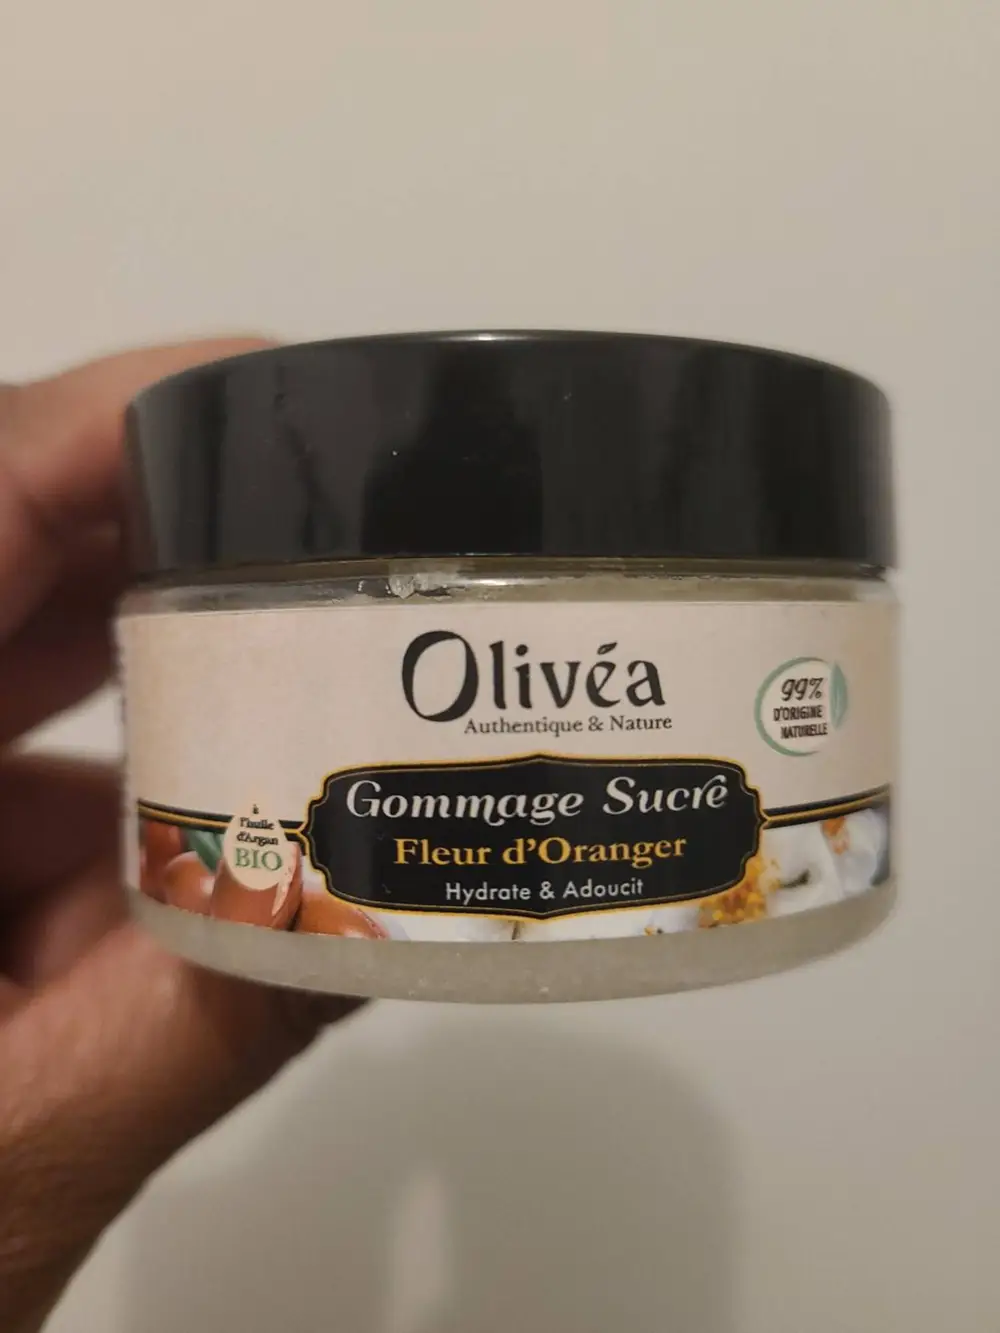 Olivéa
Authentique & Nature
99%
D'ORIGINE
NATURELLE
Gommage Sucré
Fleur d'Oranger
Hydrate & Adoucit
à
l'huile
d'Argan
BIO